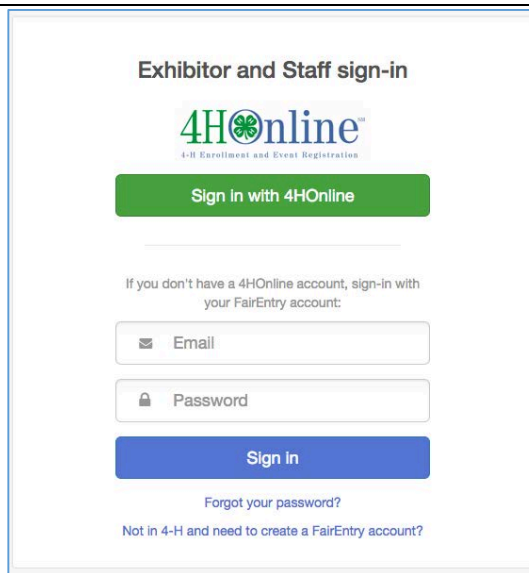 Exhibitor and Staff sign-in
4HOnline
4-H Enrollment and Event Registration
Sign in with 4HOnline
If you don't have a 4HOnline account, sign-in with
your FairEntry account:
Email
Password
Sign in
Forgot your password?
Not in 4-H and need to create a FairEntry account?